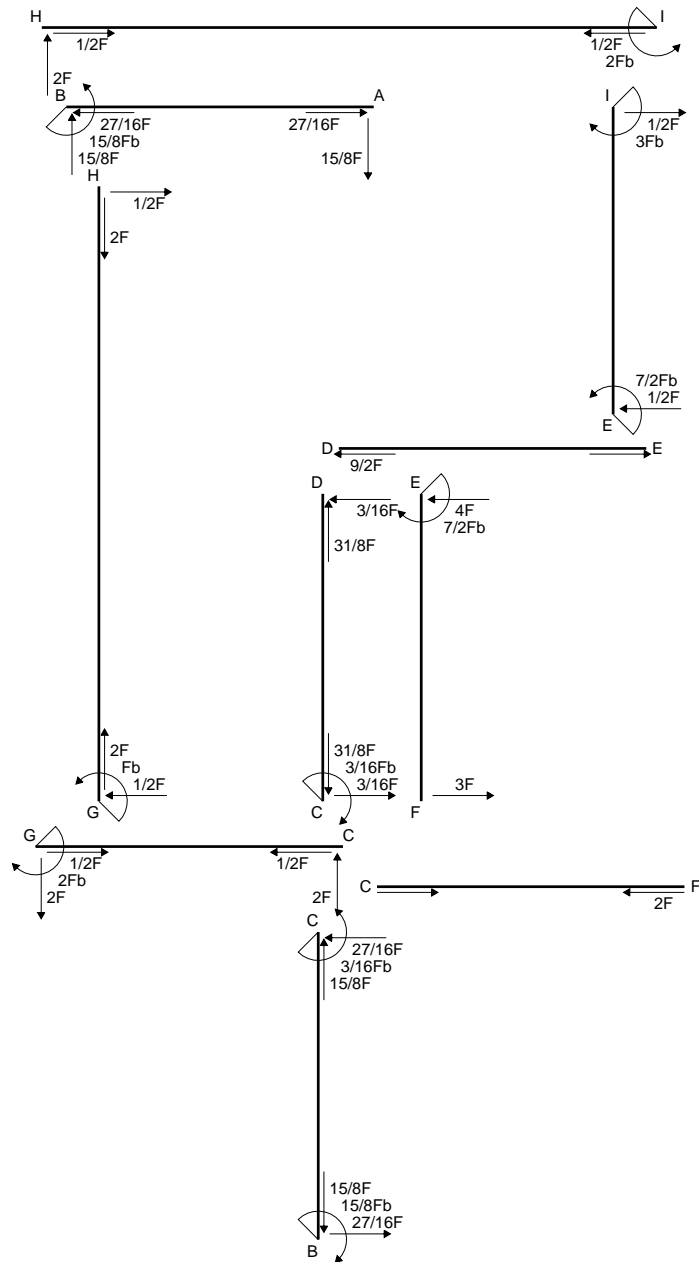 H I
1/2F 1/2F
2F 2Fb
B A I
27/16F 27/16F 1/2F
15/8Fb 3Fb
15/8F 15/8F
H
1/2F
2F
7/2Fb
1/2F
E
D E
9/2F
D E
3/16F 4F
31/8F 7/2Fb
2F 31/8F
Fb 3/16Fb
1/2F 3/16F 3F
G C F
G C
1/2F 1/2F
2Fb
2F 2F
C F
2F
C
27/16F
3/16Fb
15/8F
15/8F
15/8Fb
27/16F
B